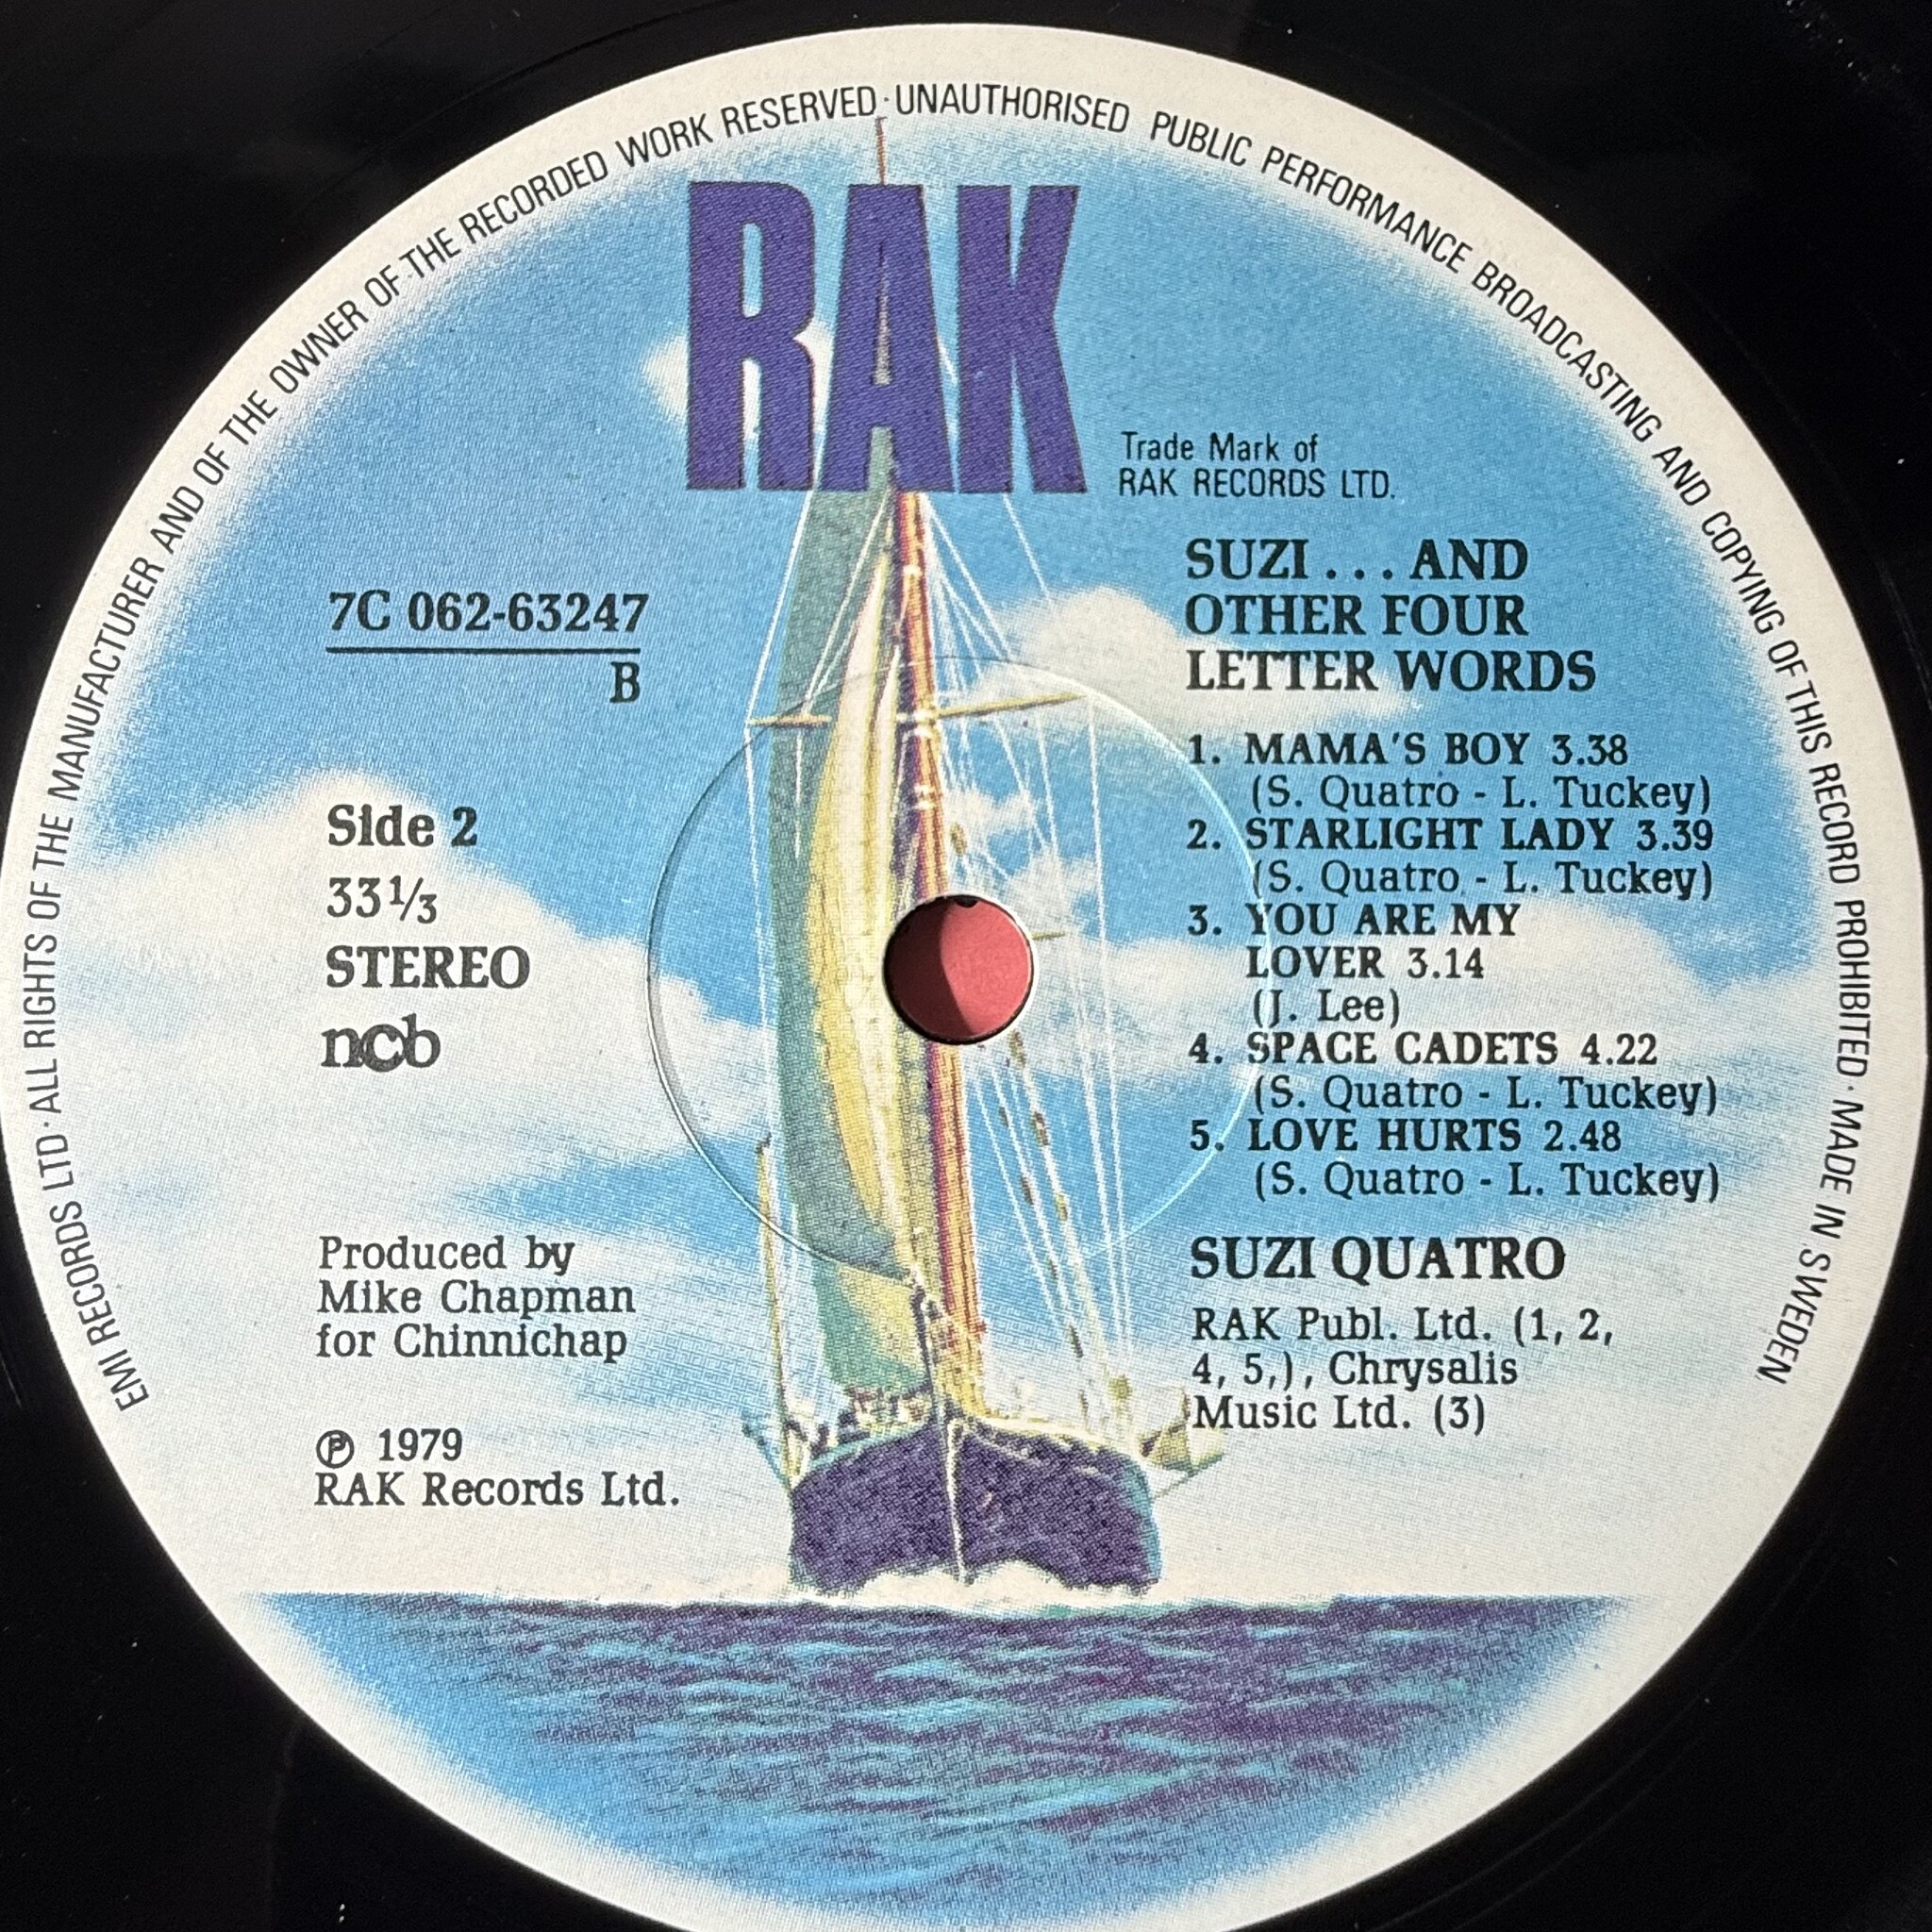 EMI RECORDS LTD · ALL RIGHTS OF THE MANUFACTURER AND OF THE OWNER OF THE RECORDED WORK RESERVED · UNAUTHORISED PUBLIC PERFORMANCE BROADCASTING AND COPYING OF THIS RECORD PROHIBITED · MADE IN SWEDEN
RAK
Trade Mark of
RAK RECORDS LTD.
7C 062-63247
B
Side 2
33 1/3
STEREO
ncb
Produced by
Mike Chapman
for Chinnichap
℗ 1979
RAK Records Ltd.
SUZI . . . AND
OTHER FOUR
LETTER WORDS
1. MAMA'S BOY 3.38
(S. Quatro - L. Tuckey)
2. STARLIGHT LADY 3.39
(S. Quatro - L. Tuckey)
3. YOU ARE MY
LOVER 3.14
(J. Lee)
4. SPACE CADETS 4.22
(S. Quatro - L. Tuckey)
5. LOVE HURTS 2.48
(S. Quatro - L. Tuckey)
SUZI QUATRO
RAK Publ. Ltd. (1, 2,
4, 5,), Chrysalis
Music Ltd. (3)